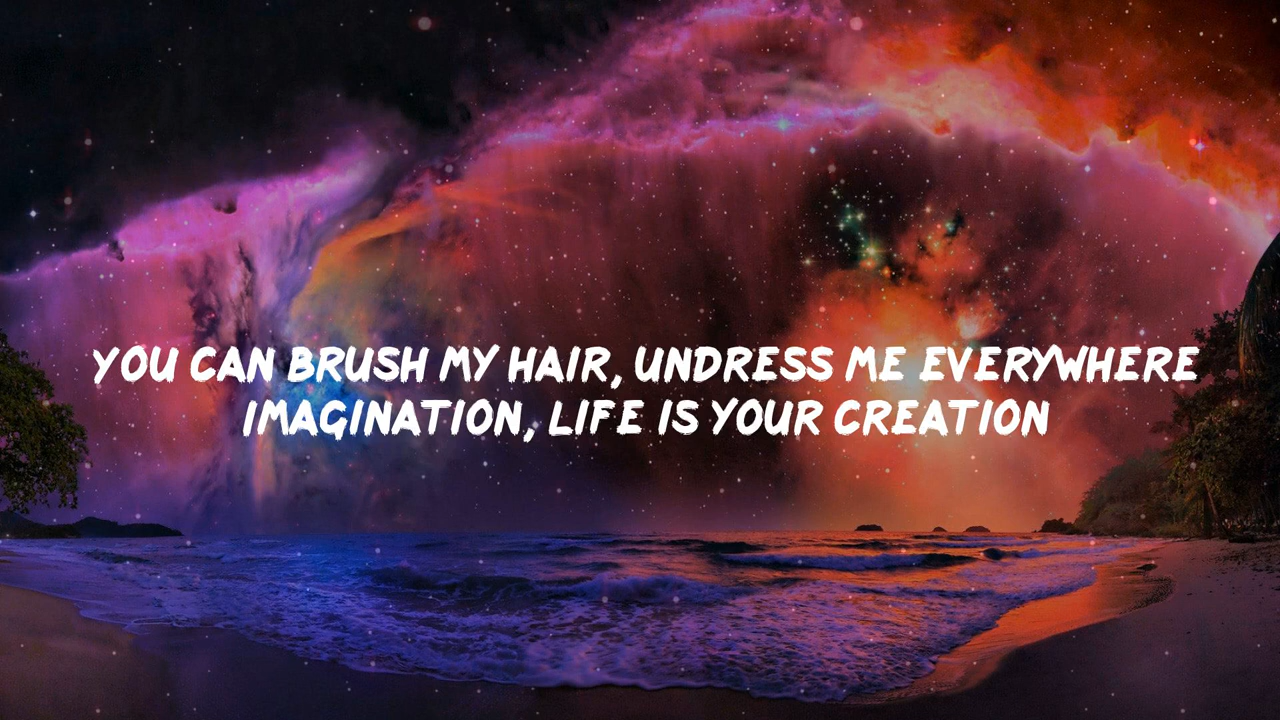 YOU CAN BRUSH MY HAIR, UNDRESS ME EVERYWHERE
IMAGINATION, LIFE IS YOUR CREATION